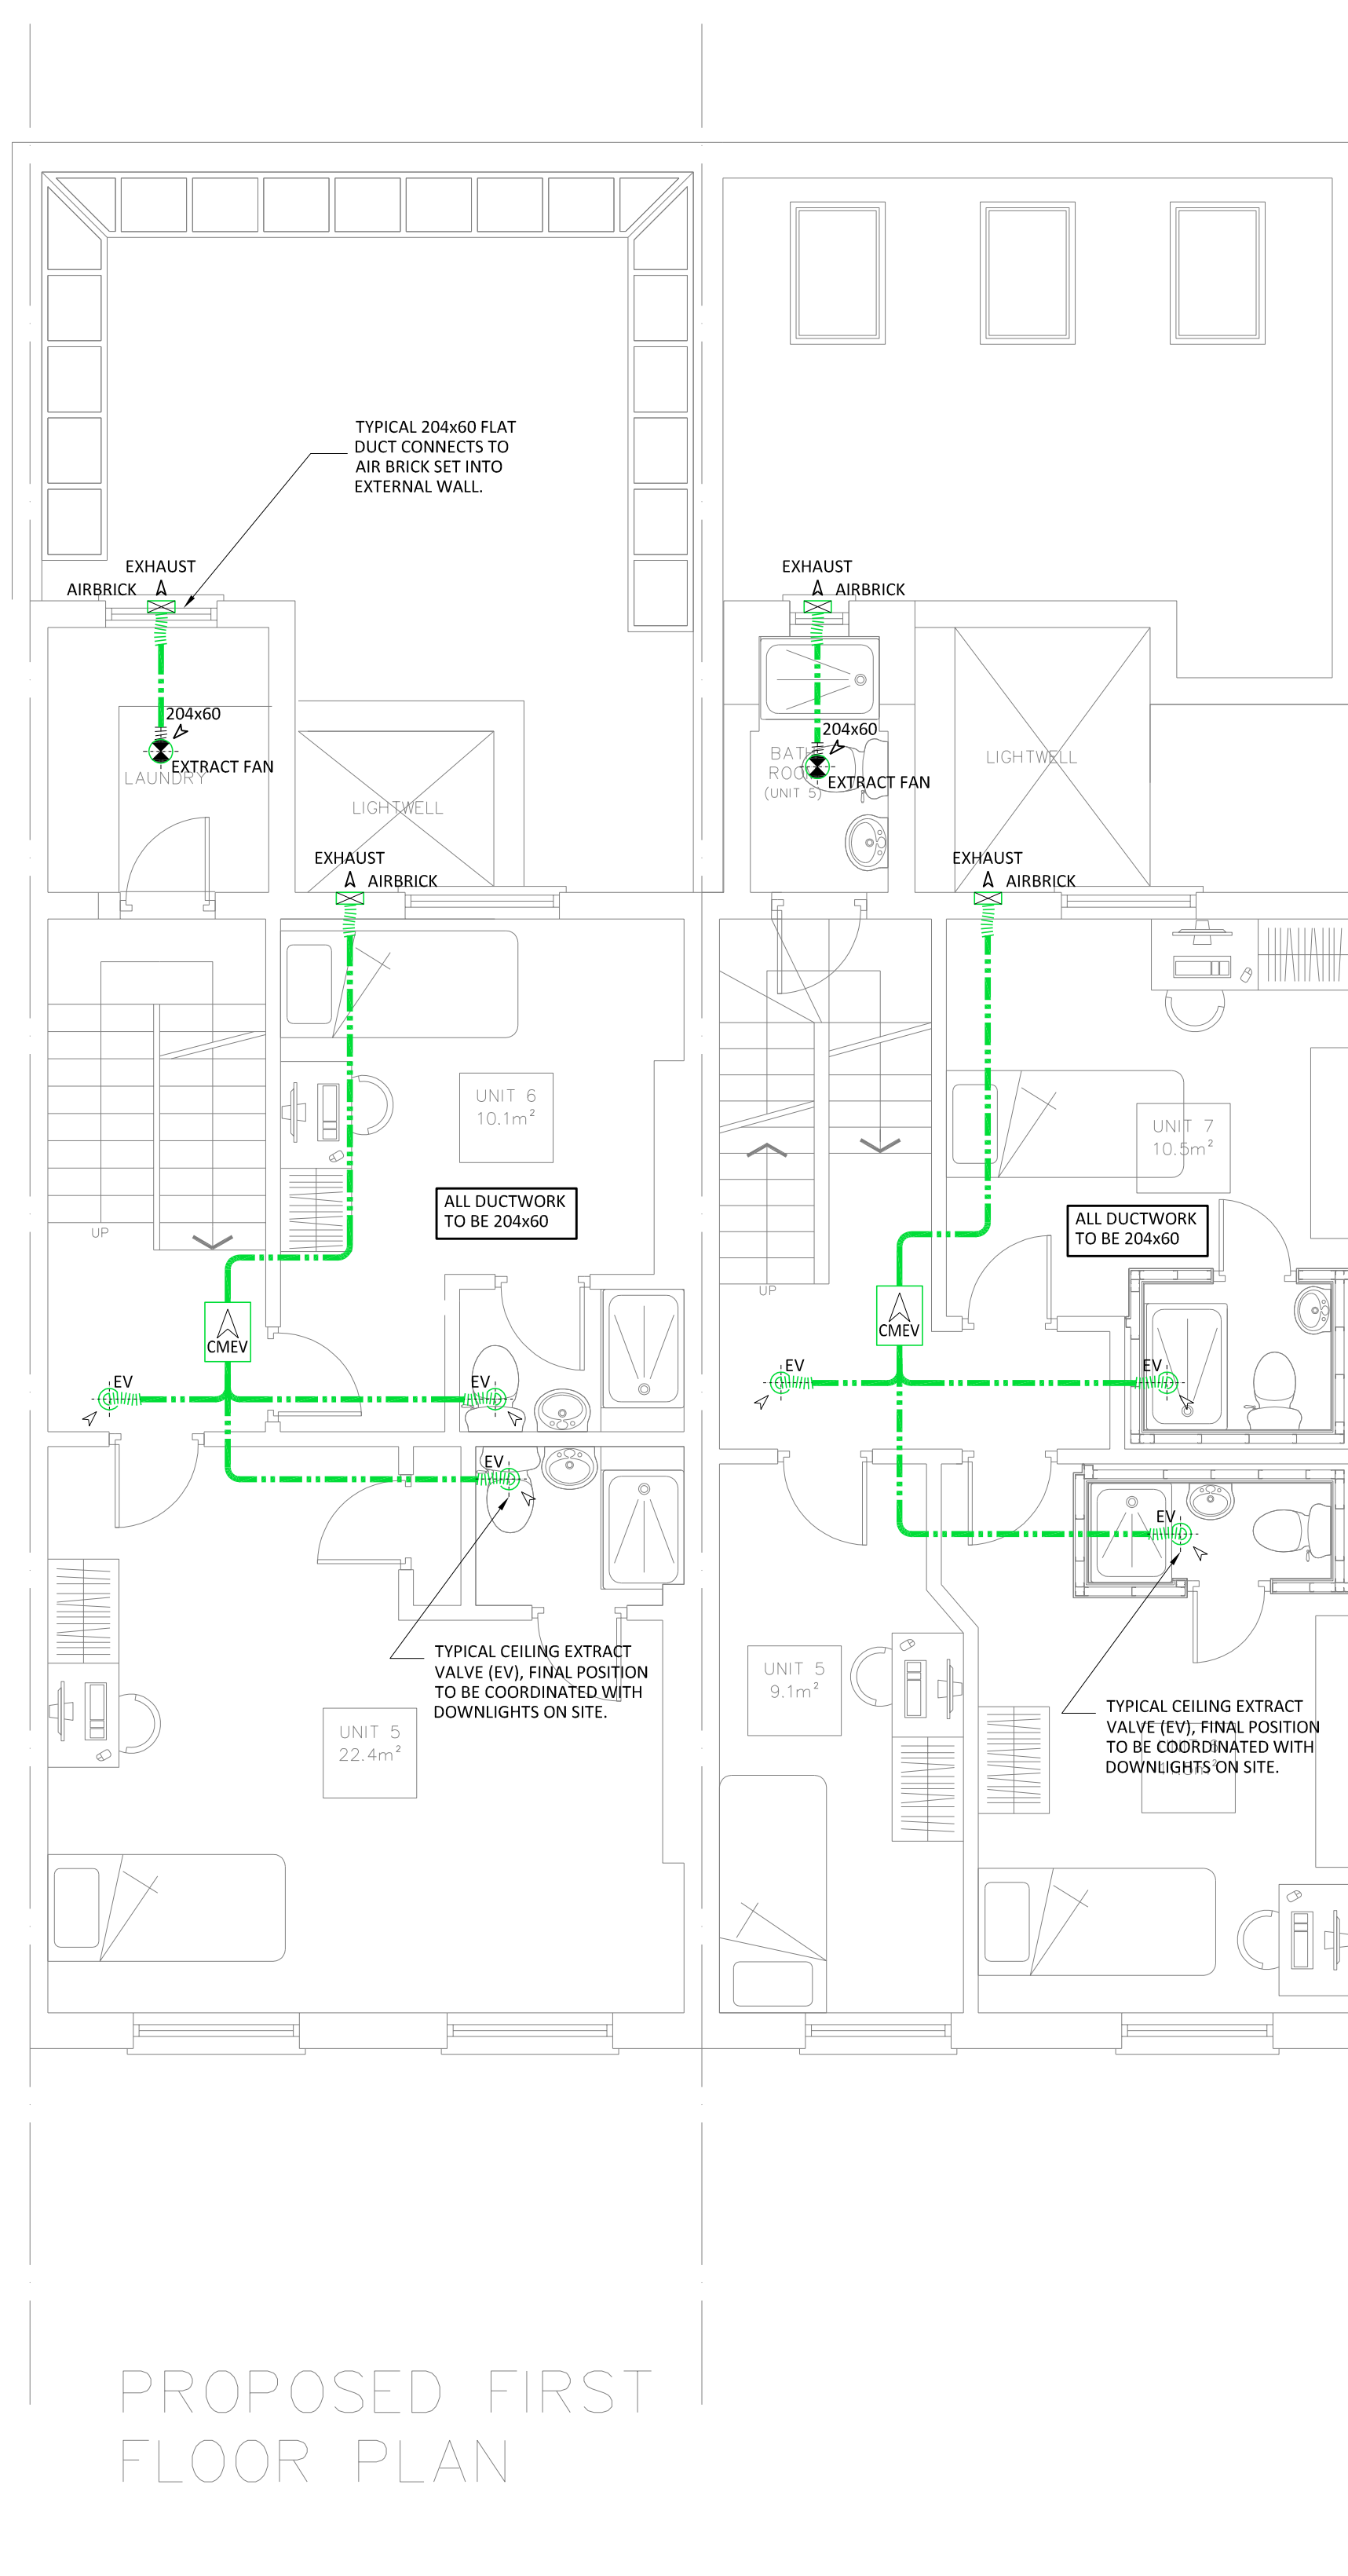 TYPICAL 204x60 FLAT
DUCT CONNECTS TO
AIR BRICK SET INTO
EXTERNAL WALL.
EXHAUST
AIRBRICK
EXHAUST
AIRBRICK
204x60
EXTRACT FAN
LAUNDRY
204x60
EXTRACT FAN
BATH
ROOM
(UNIT 5)
LIGHTWELL
LIGHTWELL
EXHAUST
AIRBRICK
EXHAUST
AIRBRICK
UNIT 6
10.1m²
UNIT 7
10.5m²
ALL DUCTWORK
TO BE 204x60
ALL DUCTWORK
TO BE 204x60
UP
UP
CMEV
CMEV
EV
EV
EV
EV
EV
EV
TYPICAL CEILING EXTRACT
VALVE (EV), FINAL POSITION
TO BE COORDINATED WITH
DOWNLIGHTS ON SITE.
UNIT 5
9.1m²
TYPICAL CEILING EXTRACT
VALVE (EV), FINAL POSITION
TO BE COORDINATED WITH
DOWNLIGHTS ON SITE.
UNIT 5
22.4m²
PROPOSED FIRST
FLOOR PLAN